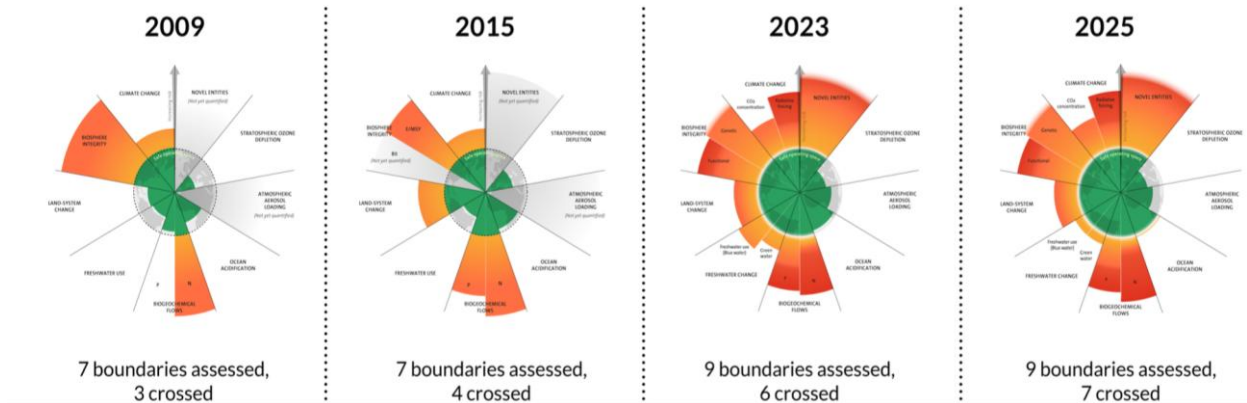 2009
CLIMATE CHANGE
NOVEL ENTITIES
(Not yet quantified)
STRATOSPHERIC OZONE
DEPLETION
BIOSPHERE
INTEGRITY
ATMOSPHERIC
AEROSOL
LOADING
(Not yet quantified)
LAND-SYSTEM
CHANGE
OCEAN
ACIDIFICATION
FRESHWATER USE
P
N
BIOGEOCHEMICAL
FLOWS
7 boundaries assessed,
3 crossed
2015
CLIMATE CHANGE
NOVEL ENTITIES
(Not yet quantified)
STRATOSPHERIC OZONE
DEPLETION
BIOSPHERE
INTEGRITY
E/MSY
BII
(Not yet quantified)
ATMOSPHERIC
AEROSOL
LOADING
(Not yet quantified)
LAND-SYSTEM
CHANGE
OCEAN
ACIDIFICATION
FRESHWATER USE
P
N
BIOGEOCHEMICAL
FLOWS
7 boundaries assessed,
4 crossed
2023
CLIMATE CHANGE
CO₂
concentration
Radiative
forcing
NOVEL ENTITIES
STRATOSPHERIC OZONE
DEPLETION
BIOSPHERE
INTEGRITY
Genetic
Functional
ATMOSPHERIC
AEROSOL
LOADING
LAND-SYSTEM
CHANGE
Freshwater use
(Blue water)
Green
water
FRESHWATER CHANGE
OCEAN
ACIDIFICATION
P
N
BIOGEOCHEMICAL
FLOWS
9 boundaries assessed,
6 crossed
2025
CLIMATE CHANGE
CO₂
concentration
Radiative
forcing
NOVEL ENTITIES
STRATOSPHERIC OZONE
DEPLETION
BIOSPHERE
INTEGRITY
Genetic
Functional
ATMOSPHERIC
AEROSOL
LOADING
LAND-SYSTEM
CHANGE
Freshwater use
(Blue water)
Green
water
FRESHWATER CHANGE
OCEAN
ACIDIFICATION
P
N
BIOGEOCHEMICAL
FLOWS
9 boundaries assessed,
7 crossed